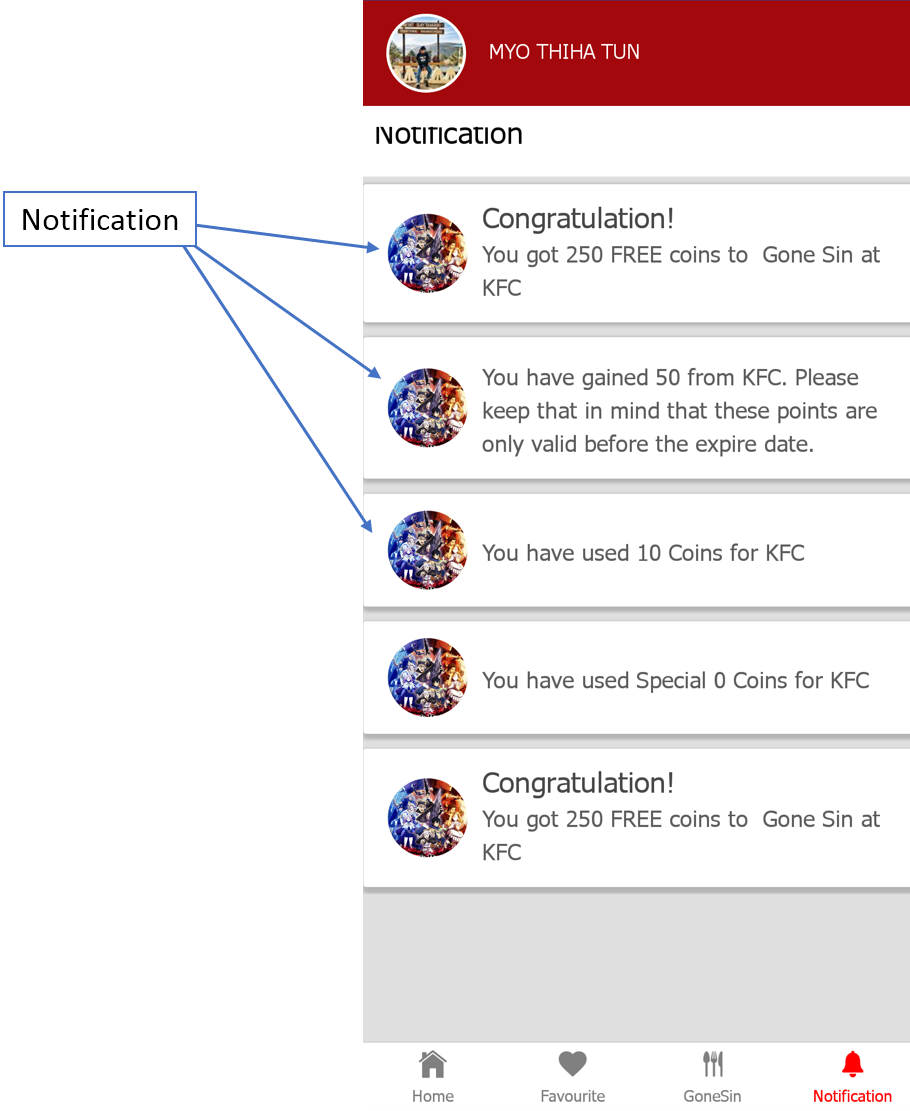 MYO THIHA TUN
Notification
Notification
Congratulation!
You got 250 FREE coins to  Gone Sin at
KFC
You have gained 50 from KFC. Please
keep that in mind that these points are
only valid before the expire date.
You have used 10 Coins for KFC
You have used Special 0 Coins for KFC
Congratulation!
You got 250 FREE coins to  Gone Sin at
KFC
Home
Favourite
GoneSin
Notification